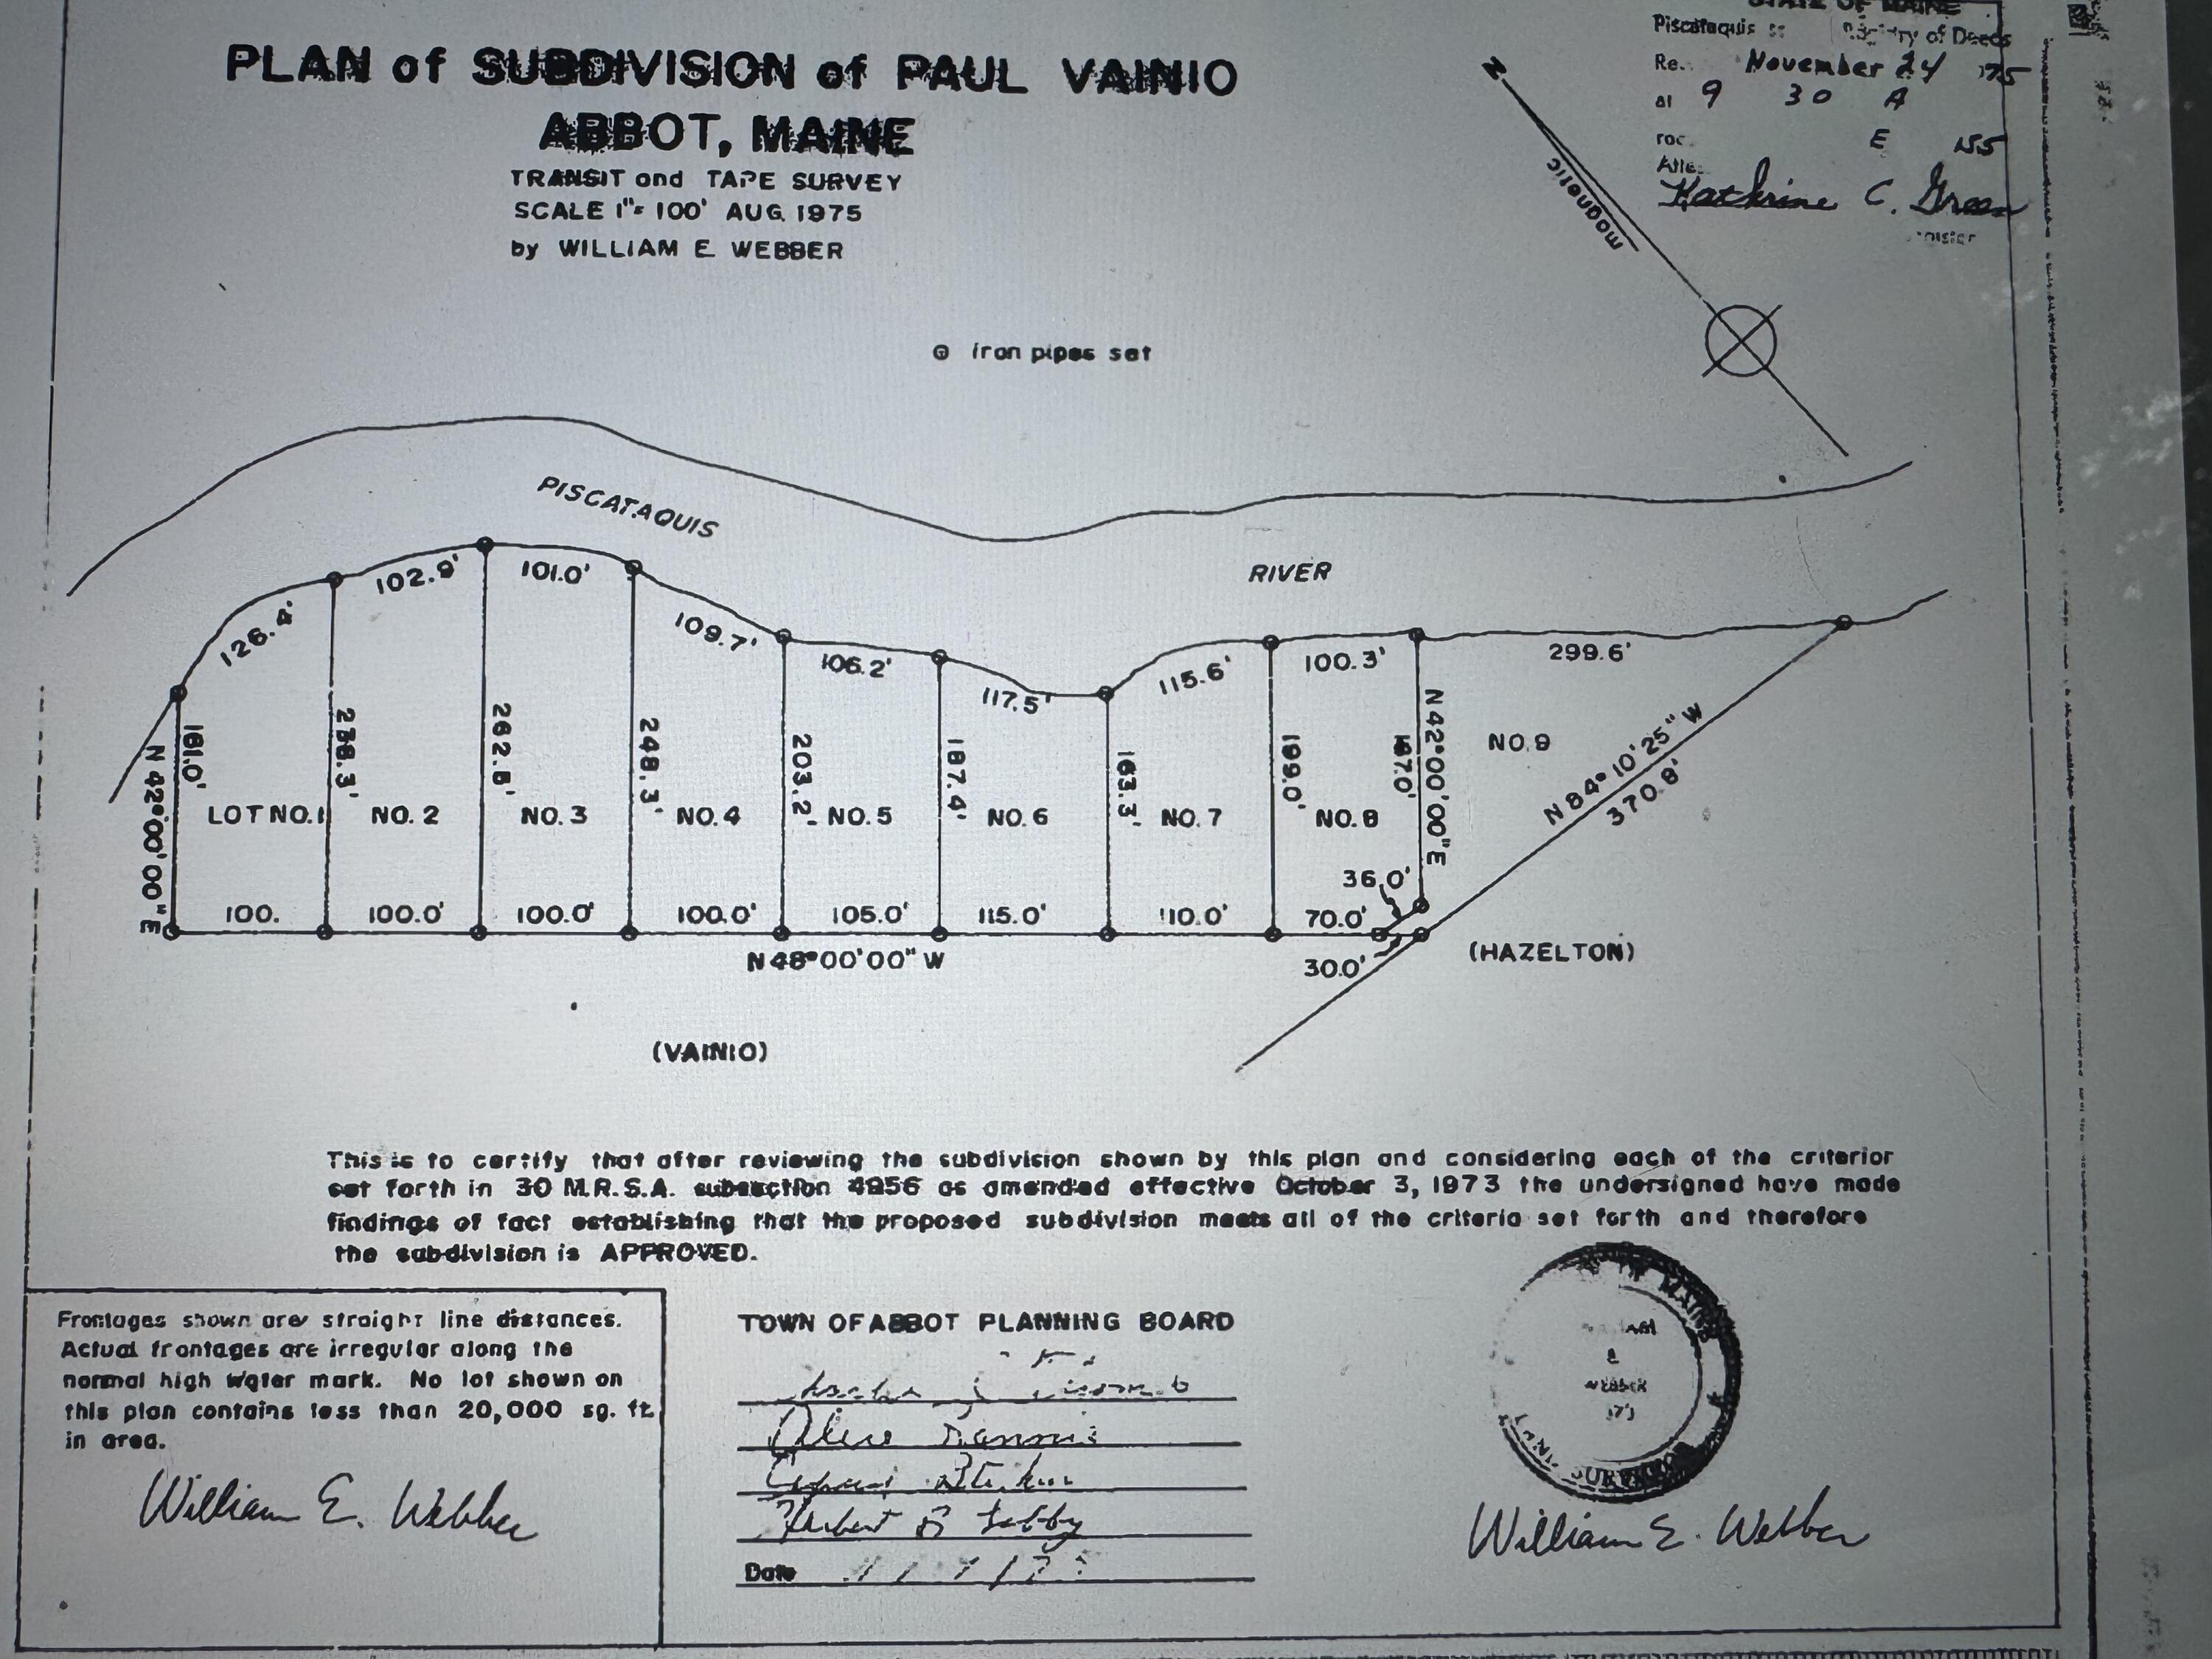 PLAN of SUBDIVISION of PAUL VAINIO
ABBOT, MAINE
TRANSIT and TAPE SURVEY
SCALE 1"= 100' AUG. 1975
by WILLIAM E. WEBBER
STATE OF MAINE
Piscataquis ss Registry of Deeds
November 24 75
at 9 30 A
E 155
Kathrine C. Green
N
magnetic
iron pipes set
PISCATAQUIS
RIVER
126.4'
102.9'
101.0'
109.7'
106.2'
117.5'
115.6'
100.3'
299.6'
N 42°00'00" E
262.8'
248.3'
203.2'
187.4'
163.3'
199.0'
N 42°00'00" E
N 84° 10' 25" W
370.8'
LOT NO. 1
NO. 2
NO. 3
NO. 4
NO. 5
NO. 6
NO. 7
NO. 8
NO. 9
36.0'
100.
100.0'
100.0'
100.0'
105.0'
115.0'
110.0'
70.0'
30.0'
N 48°00'00" W
(HAZELTON)
(VAINIO)
This is to certify that after reviewing the subdivision shown by this plan and considering each of the criterior
set forth in 30 M.R.S.A. subsection 4956 as amended effective October 3, 1973 the undersigned have made
findings of fact establishing that the proposed subdivision meets all of the criteria set forth and therefore
the subdivision is APPROVED.
Frontages shown are straight line distances.
Actual frontages are irregular along the
normal high water mark. No lot shown on
this plan contains less than 20,000 sq. ft.
in area.
William E. Webber
TOWN OF ABBOT PLANNING BOARD
Date
William E. Webber